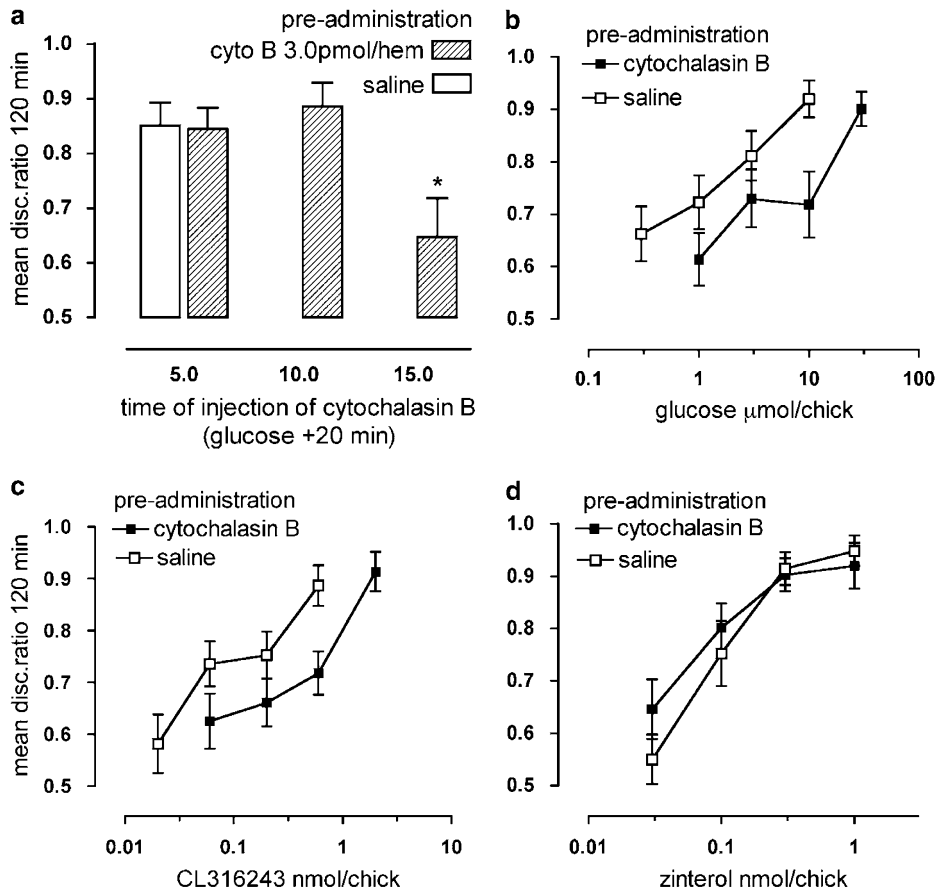 a
pre-administration
cyto B 3.0pmol/hem
saline
mean disc.ratio 120 min
1.0
0.9
0.8
0.7
0.6
0.5
*
5.0 10.0 15.0
time of injection of cytochalasin B
(glucose +20 min)
b
pre-administration
cytochalasin B
saline
1.0
0.9
0.8
0.7
0.6
0.5
0.1 1 10 100
glucose μmol/chick
c
pre-administration
cytochalasin B
saline
mean disc.ratio 120 min
1.0
0.9
0.8
0.7
0.6
0.5
0.01 0.1 1 10
CL316243 nmol/chick
d
pre-administration
cytochalasin B
saline
1.0
0.9
0.8
0.7
0.6
0.5
0.01 0.1 1
zinterol nmol/chick